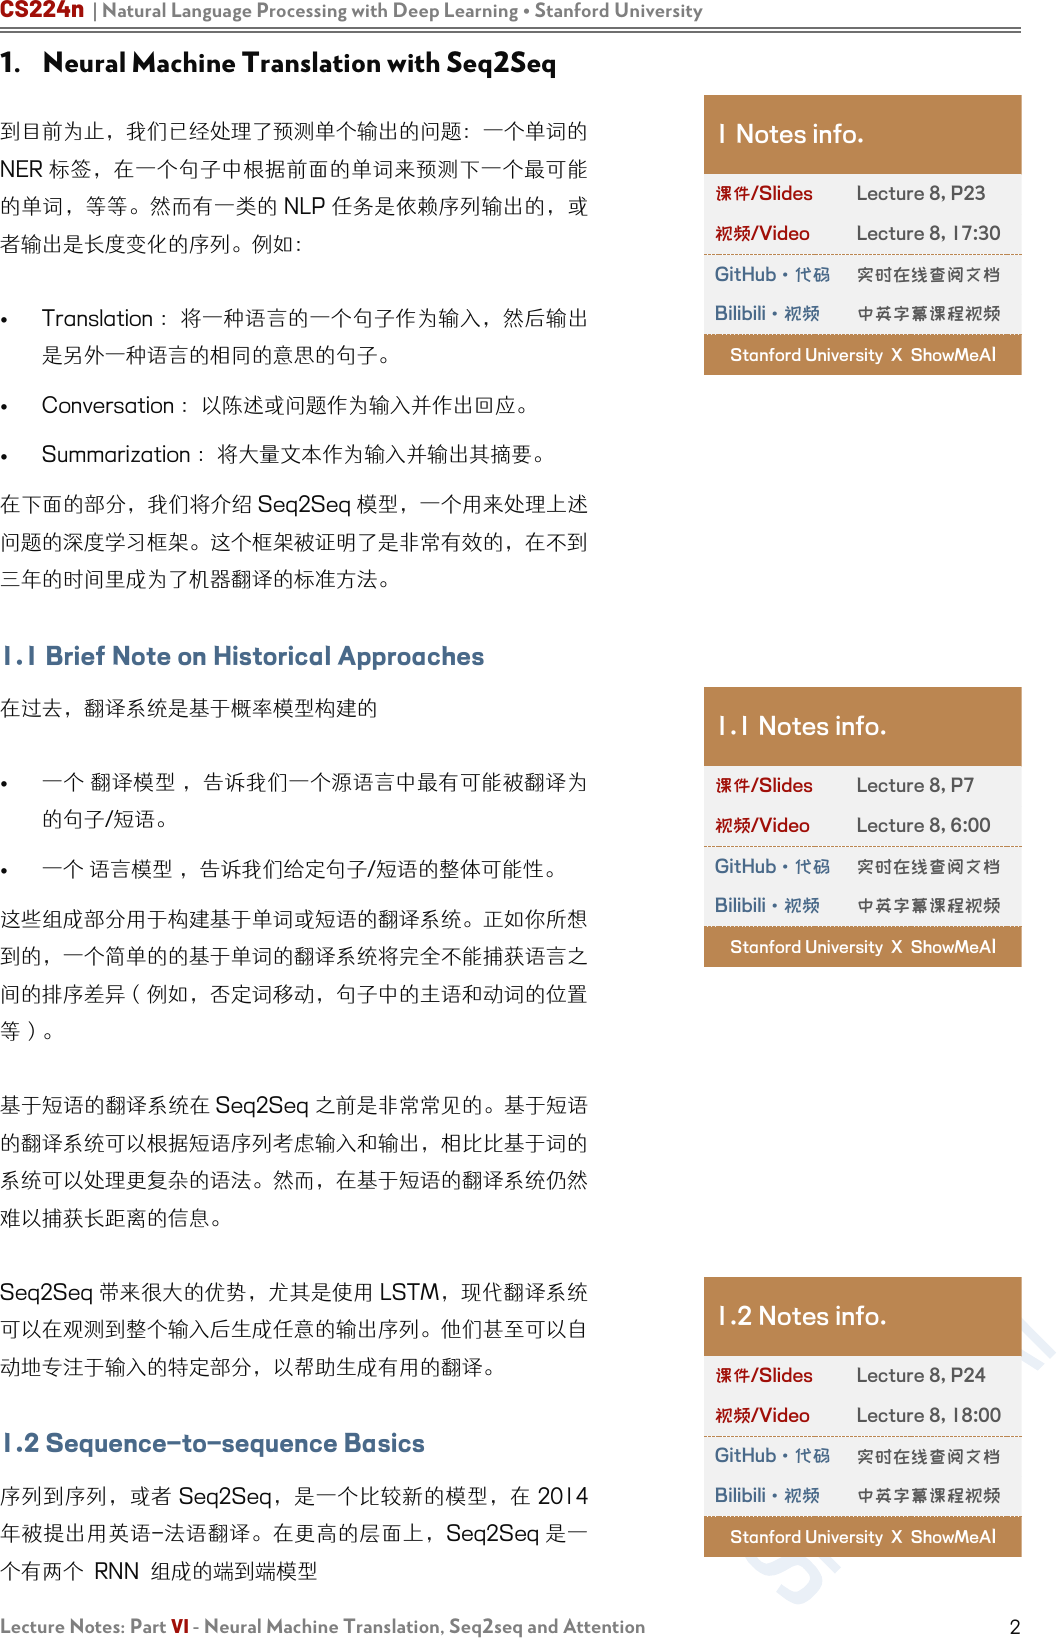 CS224n | Natural Language Processing with Deep Learning • Stanford University
1. Neural Machine Translation with Seq2Seq
到目前为止，我们已经处理了预测单个输出的问题：一个单词的
NER 标签，在一个句子中根据前面的单词来预测下一个最可能
的单词，等等。然而有一类的 NLP 任务是依赖序列输出的，或
者输出是长度变化的序列。例如：
• Translation ：将一种语言的一个句子作为输入，然后输出
是另外一种语言的相同的意思的句子。
• Conversation ：以陈述或问题作为输入并作出回应。
• Summarization ：将大量文本作为输入并输出其摘要。
在下面的部分，我们将介绍 Seq2Seq 模型，一个用来处理上述
问题的深度学习框架。这个框架被证明了是非常有效的，在不到
三年的时间里成为了机器翻译的标准方法。
1 Notes info.
课件/Slides Lecture 8, P23
视频/Video Lecture 8, 17:30
GitHub · 代码 实时在线查阅文档
Bilibili · 视频 中英字幕课程视频
Stanford University X ShowMeAI
1.1 Brief Note on Historical Approaches
在过去，翻译系统是基于概率模型构建的
• 一个 翻译模型 ，告诉我们一个源语言中最有可能被翻译为
的句子/短语。
• 一个 语言模型 ，告诉我们给定句子/短语的整体可能性。
这些组成部分用于构建基于单词或短语的翻译系统。正如你所想
到的，一个简单的的基于单词的翻译系统将完全不能捕获语言之
间的排序差异（例如，否定词移动，句子中的主语和动词的位置
等）。
基于短语的翻译系统在 Seq2Seq 之前是非常常见的。基于短语
的翻译系统可以根据短语序列考虑输入和输出，相比比基于词的
系统可以处理更复杂的语法。然而，在基于短语的翻译系统仍然
难以捕获长距离的信息。
Seq2Seq 带来很大的优势，尤其是使用 LSTM，现代翻译系统
可以在观测到整个输入后生成任意的输出序列。他们甚至可以自
动地专注于输入的特定部分，以帮助生成有用的翻译。
1.1 Notes info.
课件/Slides Lecture 8, P7
视频/Video Lecture 8, 6:00
GitHub · 代码 实时在线查阅文档
Bilibili · 视频 中英字幕课程视频
Stanford University X ShowMeAI
1.2 Sequence-to-sequence Basics
序列到序列，或者 Seq2Seq，是一个比较新的模型，在 2014
年被提出用英语-法语翻译。在更高的层面上，Seq2Seq 是一
个有两个 RNN 组成的端到端模型
1.2 Notes info.
课件/Slides Lecture 8, P24
视频/Video Lecture 8, 18:00
GitHub · 代码 实时在线查阅文档
Bilibili · 视频 中英字幕课程视频
Stanford University X ShowMeAI
Lecture Notes: Part VI - Neural Machine Translation, Seq2seq and Attention 2